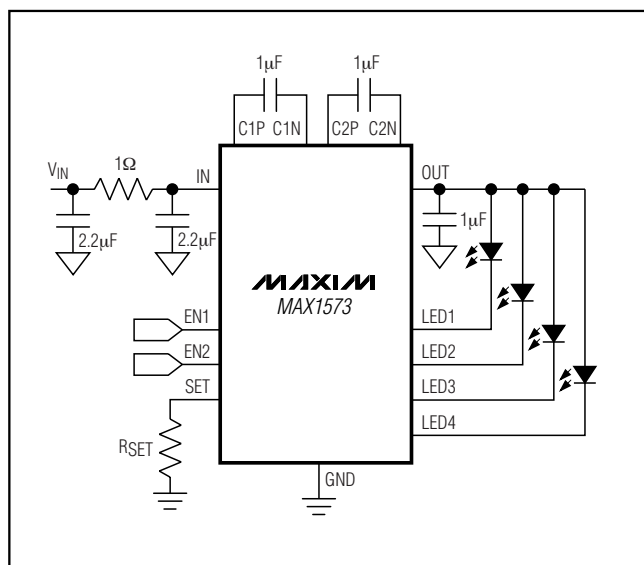 1µF 1µF
C1P C1N C2P C2N
VIN 1Ω IN OUT
2.2µF 2.2µF 1µF
MAXIM
MAX1573
EN1 LED1
EN2 LED2
SET LED3
LED4
RSET
GND